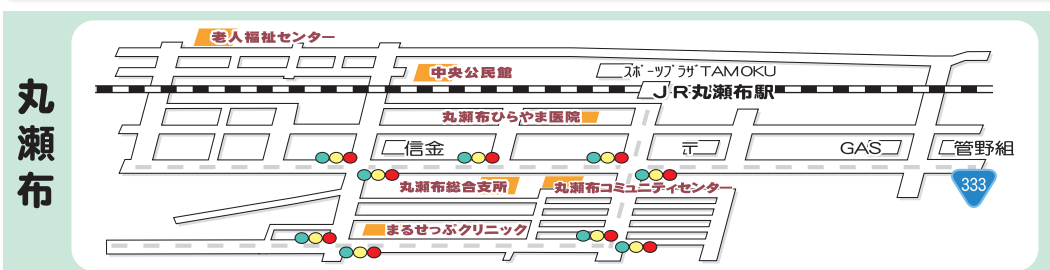 丸瀬布
老人福祉センター
中央公民館
スポーツプラザTAMOKU
JR丸瀬布駅
丸瀬布ひらやま医院
信金
〒
GAS
管野組
333
丸瀬布総合支所
丸瀬布コミュニティセンター
まるせっぷクリニック